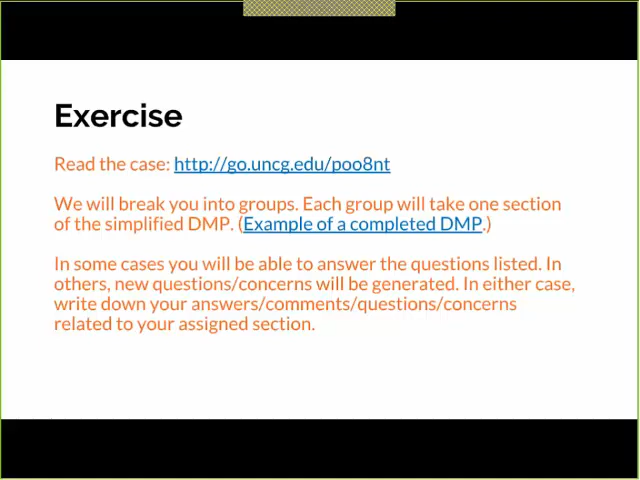 Exercise
Read the case: http://go.uncg.edu/poo8nt
We will break you into groups. Each group will take one section
of the simplified DMP. (Example of a completed DMP.)
In some cases you will be able to answer the questions listed. In
others, new questions/concerns will be generated. In either case,
write down your answers/comments/questions/concerns
related to your assigned section.